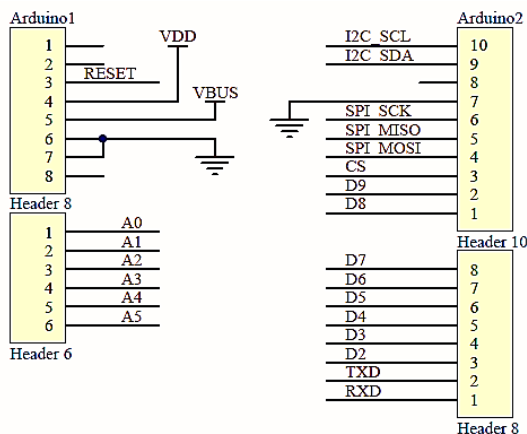 Arduino1
1
2
RESET 3
VDD 4
VBUS 5
6
7
8
Header 8
1 A0
2 A1
3 A2
4 A3
5 A4
6 A5
Header 6
Arduino2
I2C_SCL 10
I2C_SDA 9
8
7
SPI_SCK 6
SPI_MISO 5
SPI_MOSI 4
CS 3
D9 2
D8 1
Header 10
D7 8
D6 7
D5 6
D4 5
D3 4
D2 3
TXD 2
RXD 1
Header 8